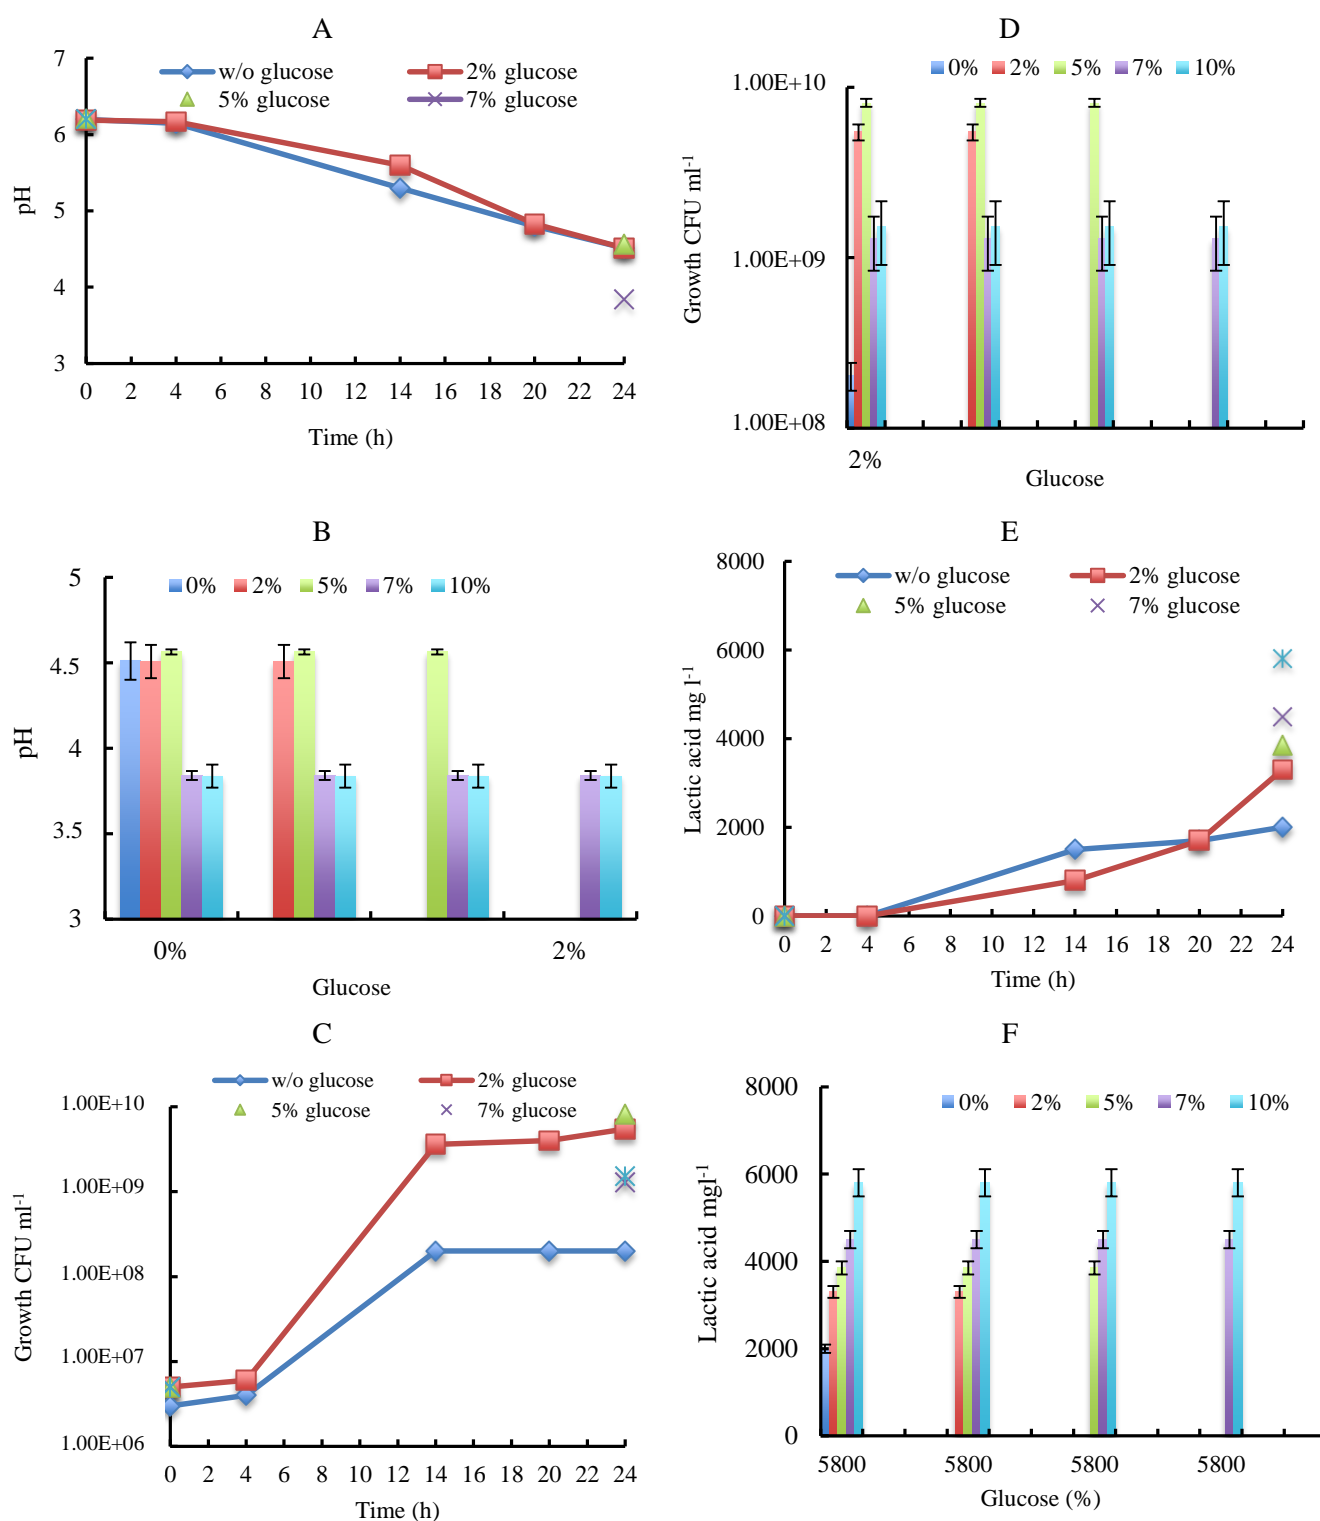 A
w/o glucose 2% glucose
5% glucose 7% glucose
7
6
5
4
3
pH
0 2 4 6 8 10 12 14 16 18 20 22 24
Time (h)
D
0% 2% 5% 7% 10%
1.00E+10
1.00E+09
1.00E+08
Growth CFU ml-1
2%
Glucose
B
0% 2% 5% 7% 10%
5
4.5
4
3.5
3
pH
0% 2%
Glucose
E
w/o glucose 2% glucose
5% glucose 7% glucose
8000
6000
4000
2000
0
Lactic acid mg l-1
0 2 4 6 8 10 12 14 16 18 20 22 24
Time (h)
C
w/o glucose 2% glucose
5% glucose 7% glucose
1.00E+10
1.00E+09
1.00E+08
1.00E+07
1.00E+06
Growth CFU ml-1
0 2 4 6 8 10 12 14 16 18 20 22 24
Time (h)
F
0% 2% 5% 7% 10%
8000
6000
4000
2000
0
Lactic acid mgl-1
5800 5800 5800 5800
Glucose (%)